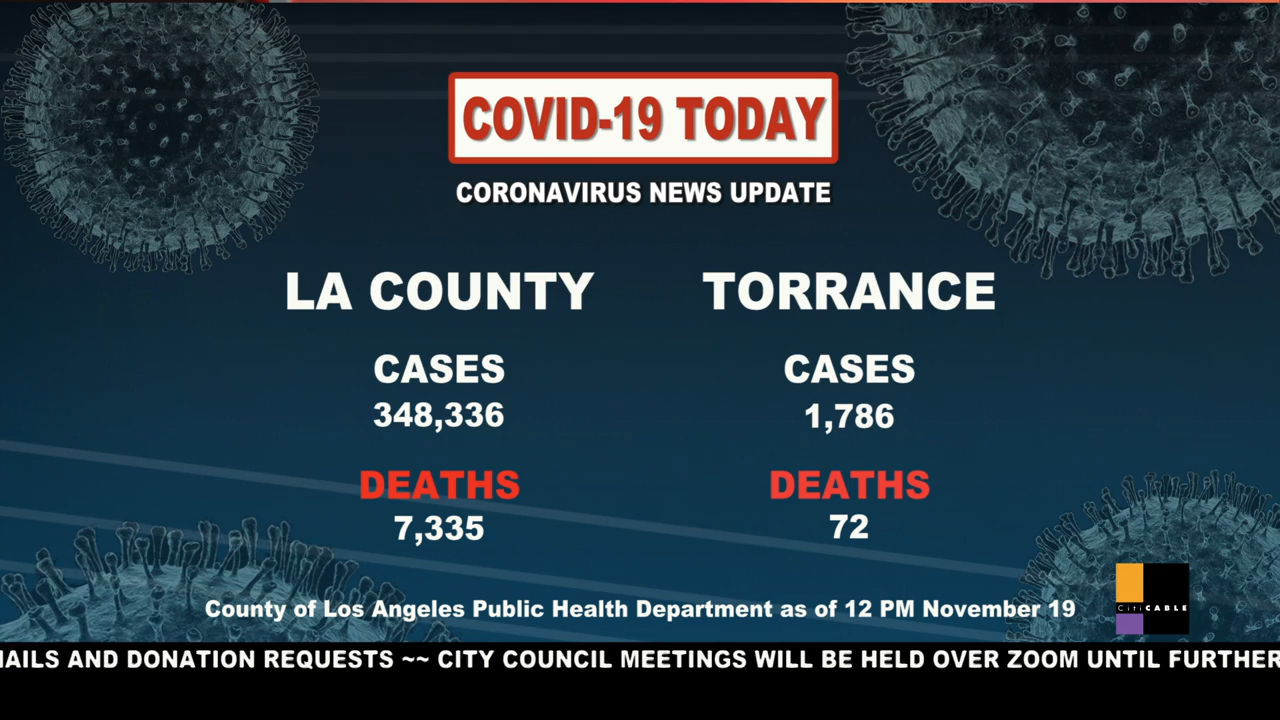 COVID-19 TODAY
CORONAVIRUS NEWS UPDATE
LA COUNTY
CASES
348,336
DEATHS
7,335
TORRANCE
CASES
1,786
DEATHS
72
County of Los Angeles Public Health Department as of 12 PM November 19
CitiCABLE
AILS AND DONATION REQUESTS ~~ CITY COUNCIL MEETINGS WILL BE HELD OVER ZOOM UNTIL FURTHER